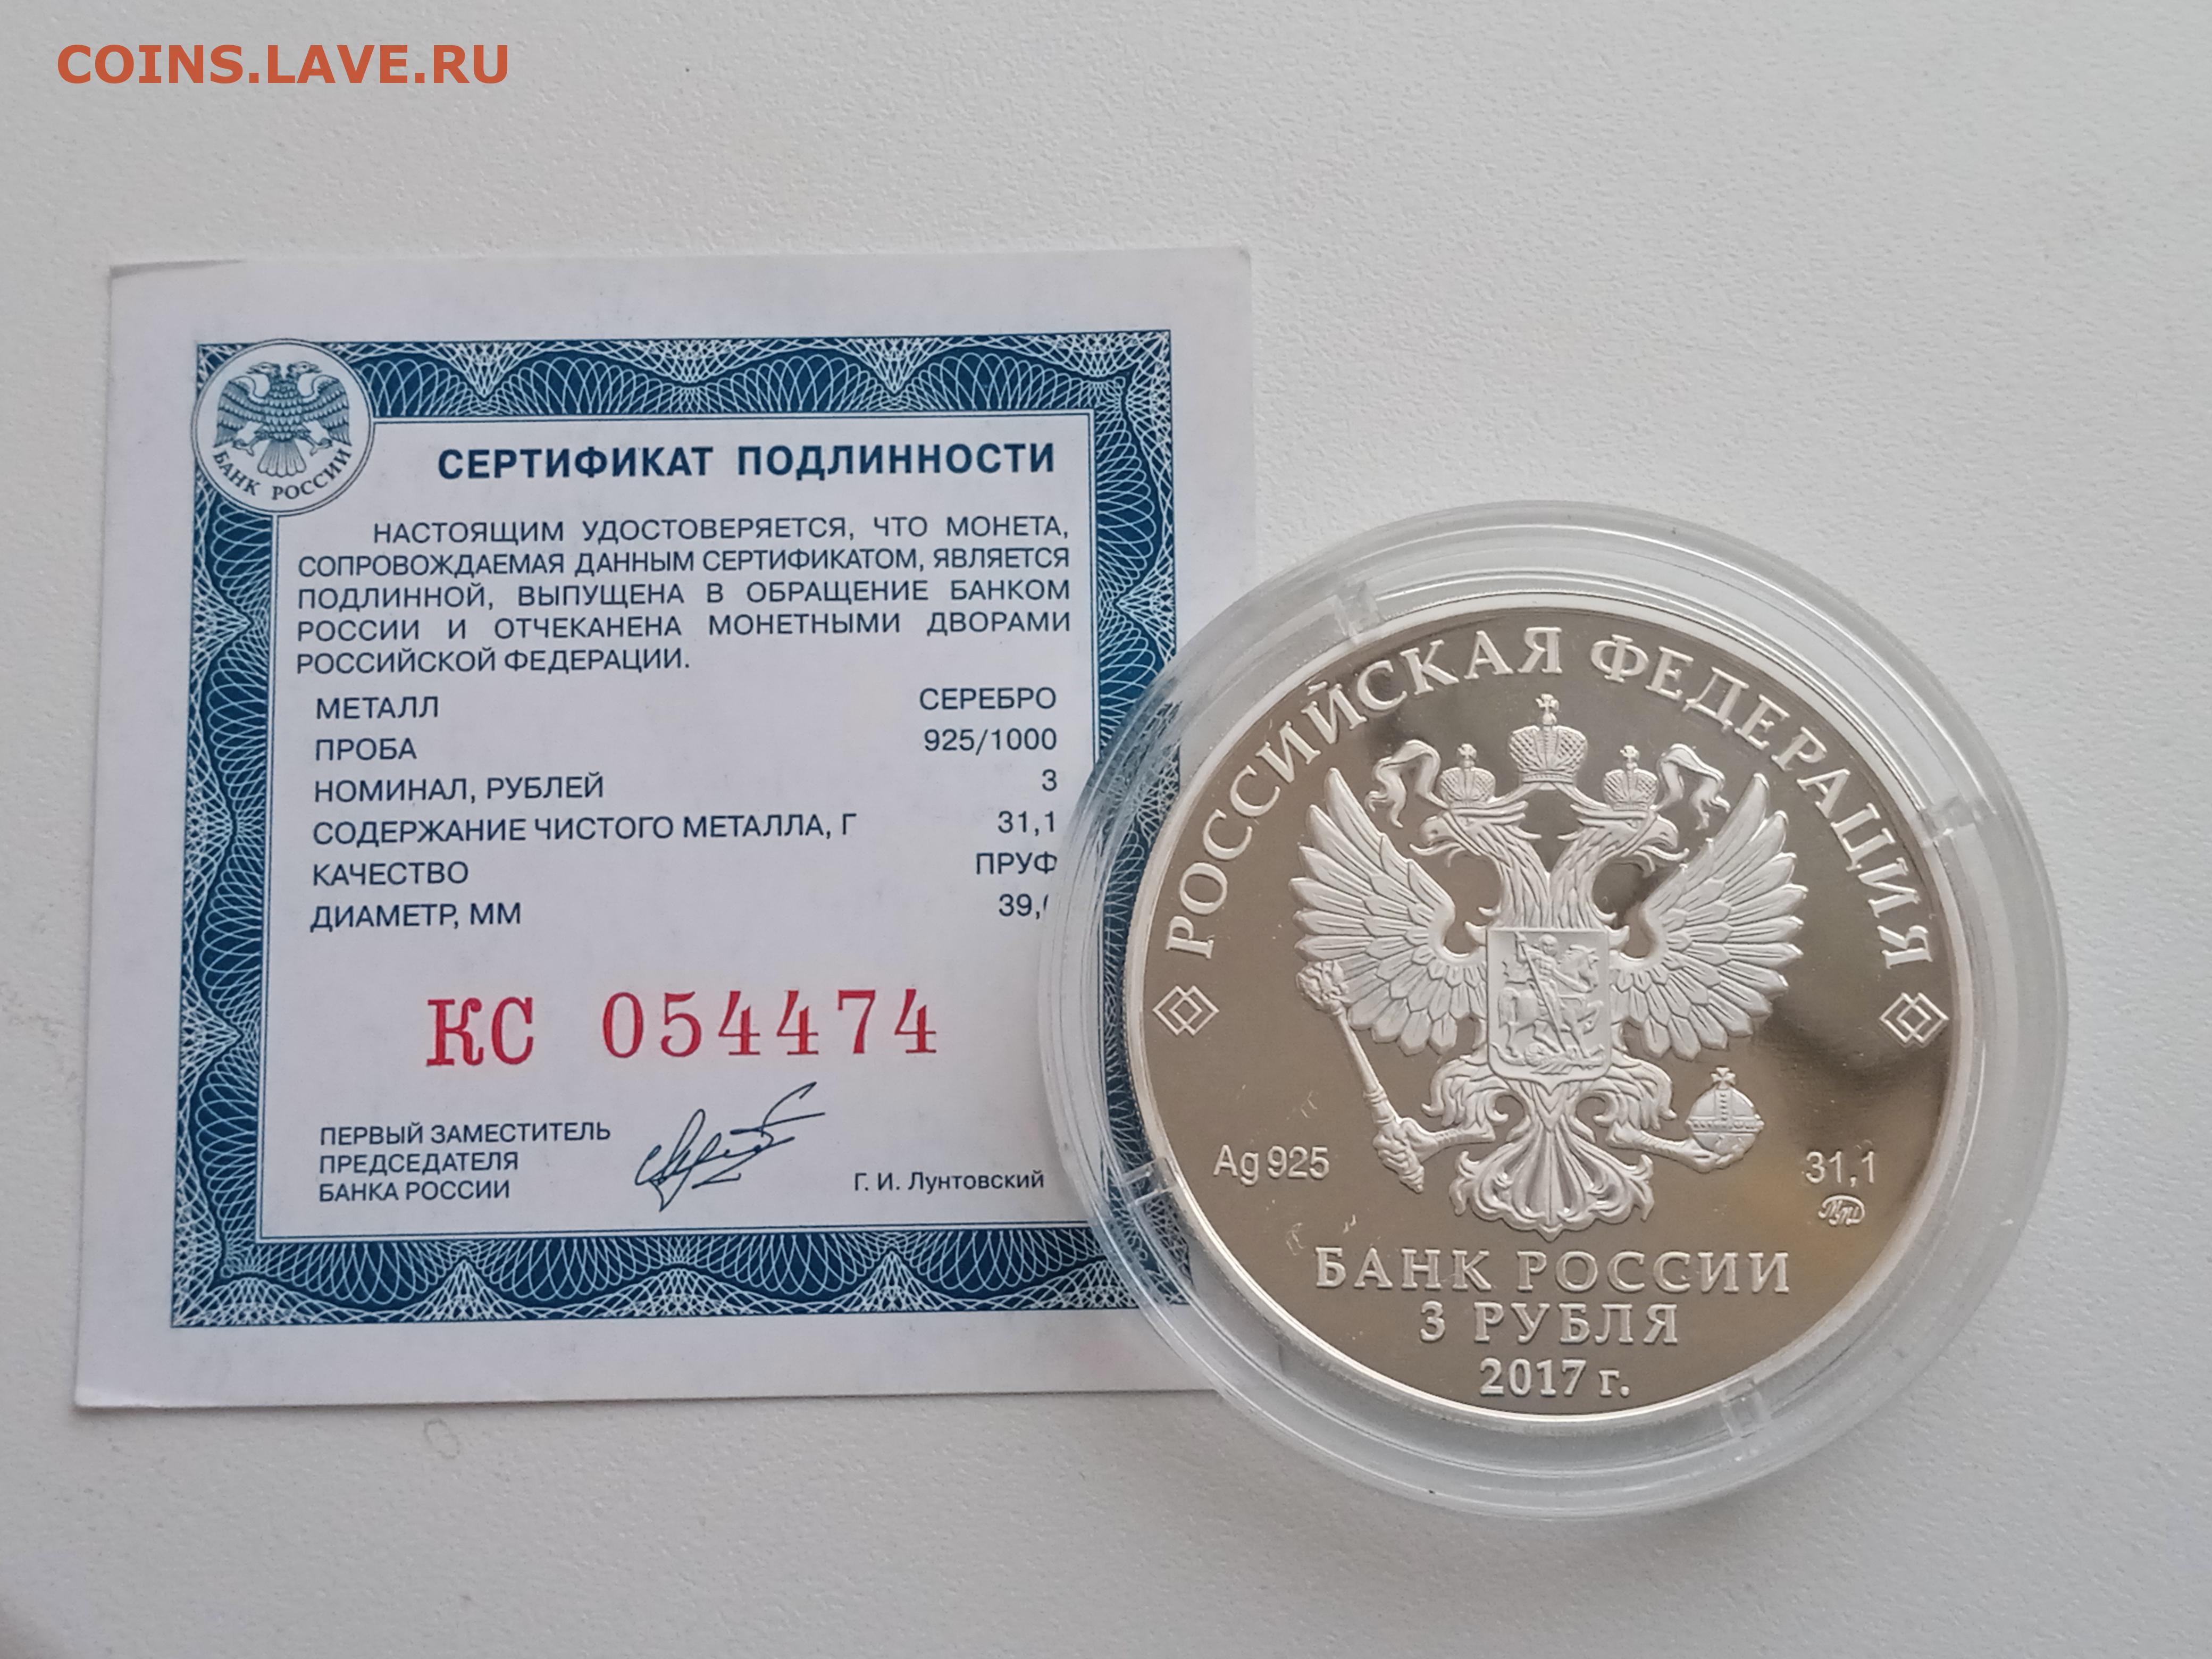 COINS.LAVE.RU
БАНК РОССИИ
СЕРТИФИКАТ ПОДЛИННОСТИ
НАСТОЯЩИМ УДОСТОВЕРЯЕТСЯ, ЧТО МОНЕТА,
СОПРОВОЖДАЕМАЯ ДАННЫМ СЕРТИФИКАТОМ, ЯВЛЯЕТСЯ
ПОДЛИННОЙ, ВЫПУЩЕНА В ОБРАЩЕНИЕ БАНКОМ
РОССИИ И ОТЧЕКАНЕНА МОНЕТНЫМИ ДВОРАМИ
РОССИЙСКОЙ ФЕДЕРАЦИИ.
МЕТАЛЛ СЕРЕБРО
ПРОБА 925/1000
НОМИНАЛ, РУБЛЕЙ 3
СОДЕРЖАНИЕ ЧИСТОГО МЕТАЛЛА, Г 31,1
КАЧЕСТВО ПРУФ
ДИАМЕТР, ММ 39,
КС 054474
ПЕРВЫЙ ЗАМЕСТИТЕЛЬ
ПРЕДСЕДАТЕЛЯ
БАНКА РОССИИ
Г. И. Лунтовский
РОССИЙСКАЯ ФЕДЕРАЦИЯ
Ag 925
31,1
ММД
БАНК РОССИИ
3 РУБЛЯ
2017 г.